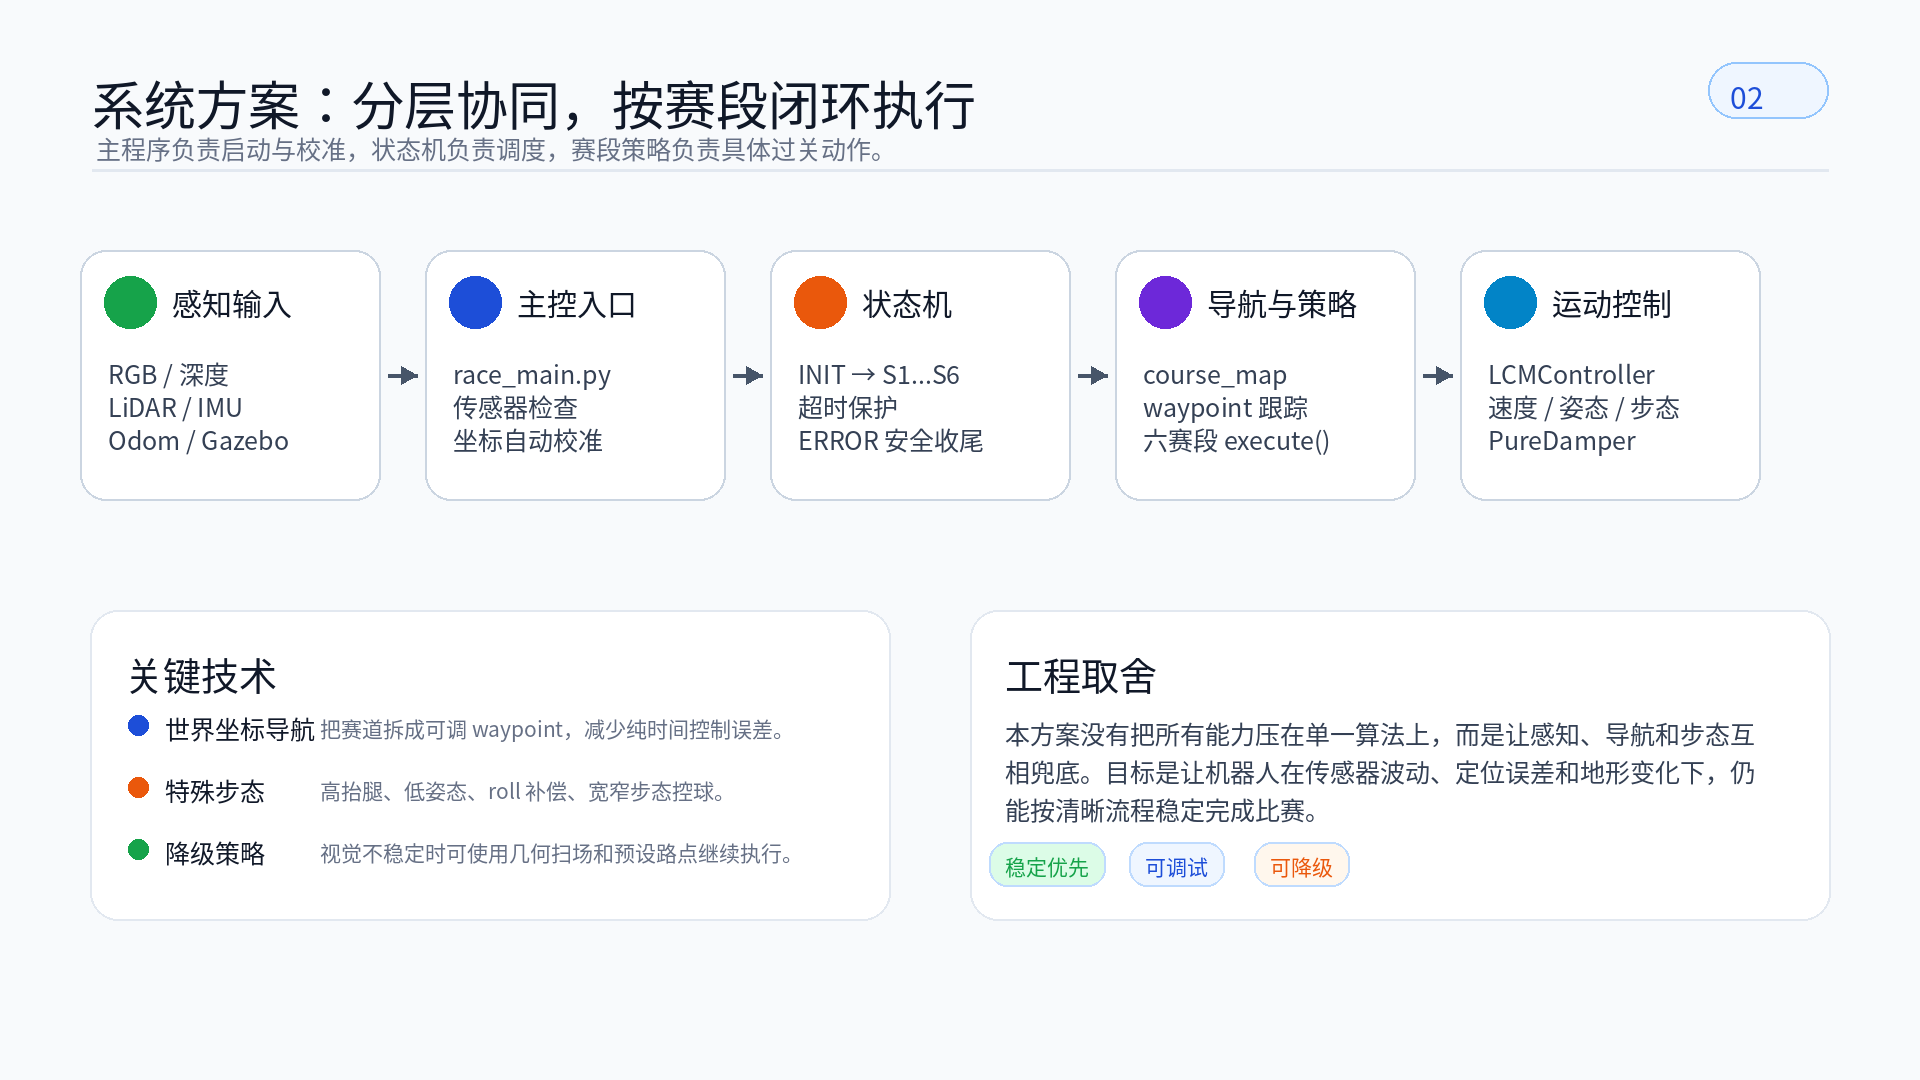 系统方案：分层协同，按赛段闭环执行
02
主程序负责启动与校准，状态机负责调度，赛段策略负责具体过关动作。
感知输入
RGB / 深度
LiDAR / IMU
Odom / Gazebo
主控入口
race_main.py
传感器检查
坐标自动校准
状态机
INIT → S1...S6
超时保护
ERROR 安全收尾
导航与策略
course_map
waypoint 跟踪
六赛段 execute()
运动控制
LCMController
速度 / 姿态 / 步态
PureDamper
关键技术
世界坐标导航 把赛道拆成可调 waypoint，减少纯时间控制误差。
特殊步态 高抬腿、低姿态、roll 补偿、宽窄步态控球。
降级策略 视觉不稳定时可使用几何扫场和预设路点继续执行。
工程取舍
本方案没有把所有能力压在单一算法上，而是让感知、导航和步态互
相兜底。目标是让机器人在传感器波动、定位误差和地形变化下，仍
能按清晰流程稳定完成比赛。
稳定优先 可调试 可降级